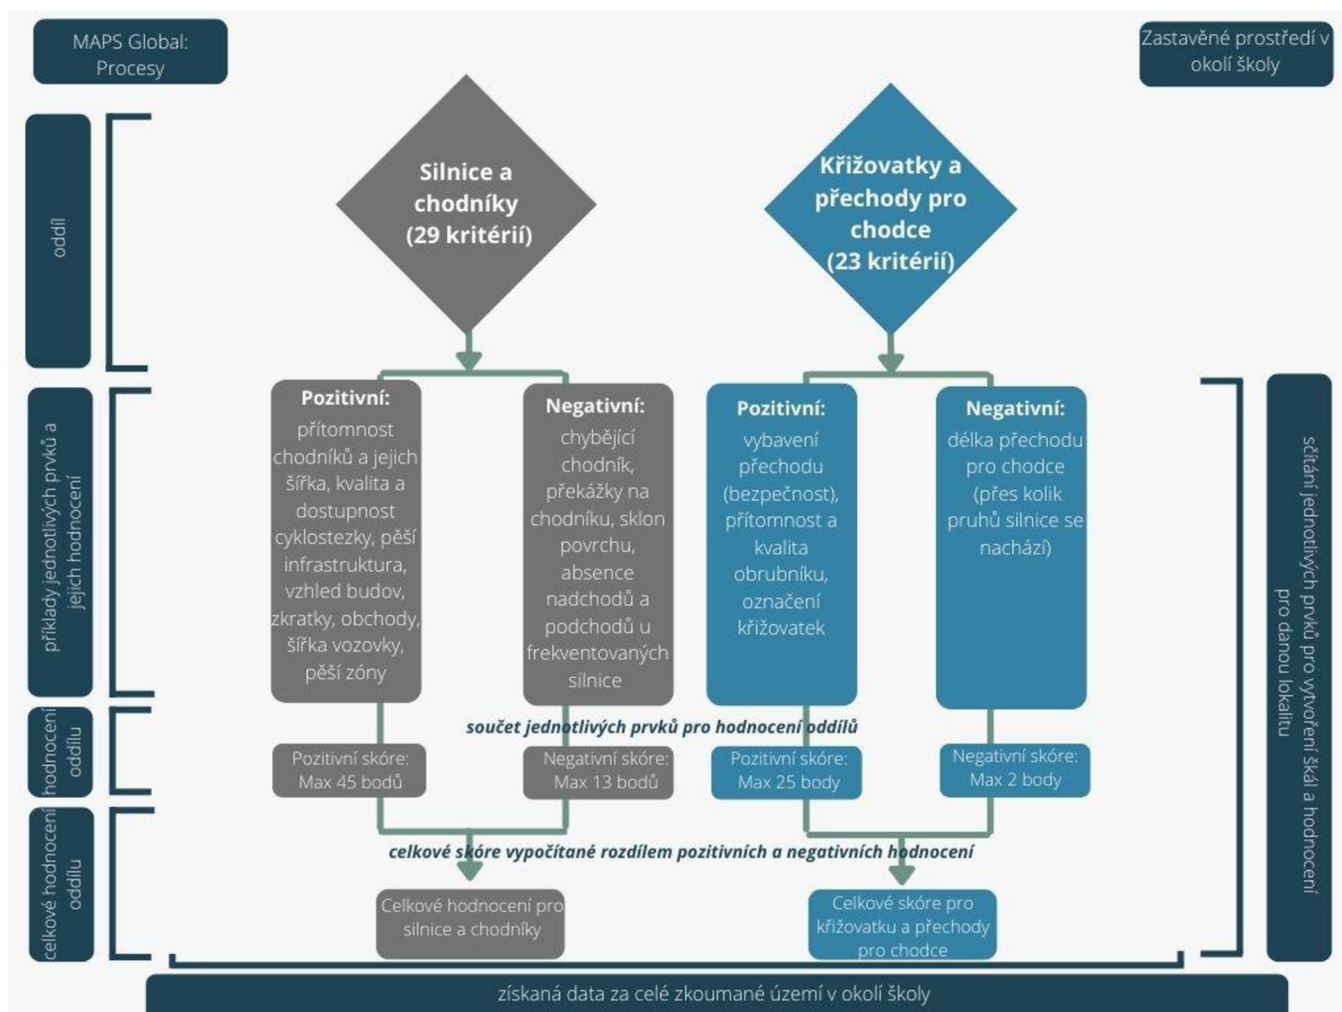 MAPS Global:
Procesy
Zastavěné prostředí v
okolí školy
oddíl
Silnice a
chodníky
(29 kritérií)
Křižovatky a
přechody pro
chodce
(23 kritérií)
příklady jednotlivých prvků a
jejich hodnocení
Pozitivní:
přítomnost
chodníků a jejich
šířka, kvalita a
dostupnost
cyklostezky, pěší
infrastruktura,
vzhled budov,
zkratky, obchody,
šířka vozovky,
pěší zóny
Negativní:
chybějící
chodník,
překážky na
chodníku, sklon
povrchu,
absence
nadchodů a
podchodů u
frekventovaných
silnice
Pozitivní:
vybavení
přechodu
(bezpečnost),
přítomnost a
kvalita
obrubníku,
označení
křižovatek
Negativní:
délka přechodu
pro chodce
(přes kolik
pruhů silnice se
nachází)
sčítání jednotlivých prvků pro vytvoření škál a hodnocení
pro danou lokalitu
součet jednotlivých prvků pro hodnocení oddílů
hodnocení
oddílu
Pozitivní skóre:
Max 45 bodů
Negativní skóre:
Max 13 bodů
Pozitivní skóre:
Max 25 body
Negativní skóre:
Max 2 body
celkové skóre vypočítané rozdílem pozitivních a negativních hodnocení
celkové hodnocení
oddílu
Celkové hodnocení pro
silnice a chodníky
Celkové skóre pro
křižovatku a přechody
pro chodce
získaná data za celé zkoumané území v okolí školy